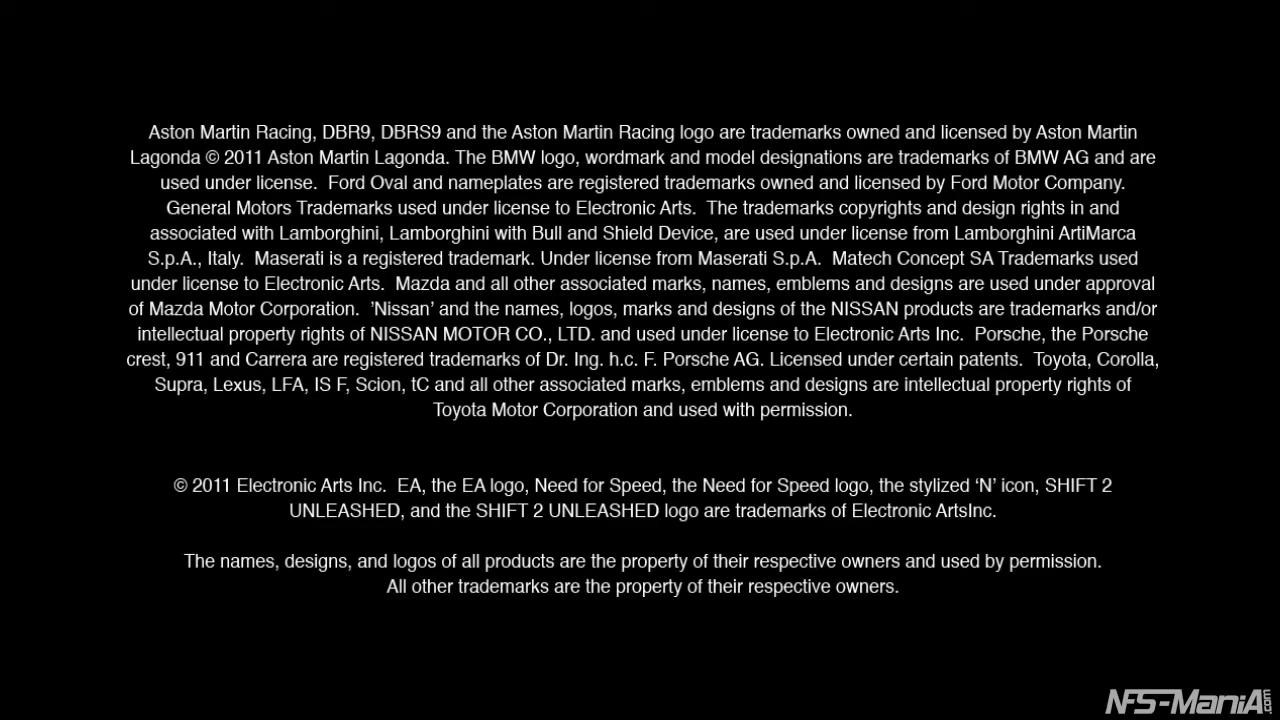 Aston Martin Racing, DBR9, DBRS9 and the Aston Martin Racing logo are trademarks owned and licensed by Aston Martin
Lagonda © 2011 Aston Martin Lagonda. The BMW logo, wordmark and model designations are trademarks of BMW AG and are
used under license.  Ford Oval and nameplates are registered trademarks owned and licensed by Ford Motor Company.
General Motors Trademarks used under license to Electronic Arts.  The trademarks copyrights and design rights in and
associated with Lamborghini, Lamborghini with Bull and Shield Device, are used under license from Lamborghini ArtiMarca
S.p.A., Italy.  Maserati is a registered trademark. Under license from Maserati S.p.A.  Matech Concept SA Trademarks used
under license to Electronic Arts.  Mazda and all other associated marks, names, emblems and designs are used under approval
of Mazda Motor Corporation.  ’Nissan’ and the names, logos, marks and designs of the NISSAN products are trademarks and/or
intellectual property rights of NISSAN MOTOR CO., LTD. and used under license to Electronic Arts Inc.  Porsche, the Porsche
crest, 911 and Carrera are registered trademarks of Dr. Ing. h.c. F. Porsche AG. Licensed under certain patents.  Toyota, Corolla,
Supra, Lexus, LFA, IS F, Scion, tC and all other associated marks, emblems and designs are intellectual property rights of
Toyota Motor Corporation and used with permission.
© 2011 Electronic Arts Inc.  EA, the EA logo, Need for Speed, the Need for Speed logo, the stylized ‘N’ icon, SHIFT 2
UNLEASHED, and the SHIFT 2 UNLEASHED logo are trademarks of Electronic ArtsInc.
The names, designs, and logos of all products are the property of their respective owners and used by permission.
All other trademarks are the property of their respective owners.
NFS-ManiA.com